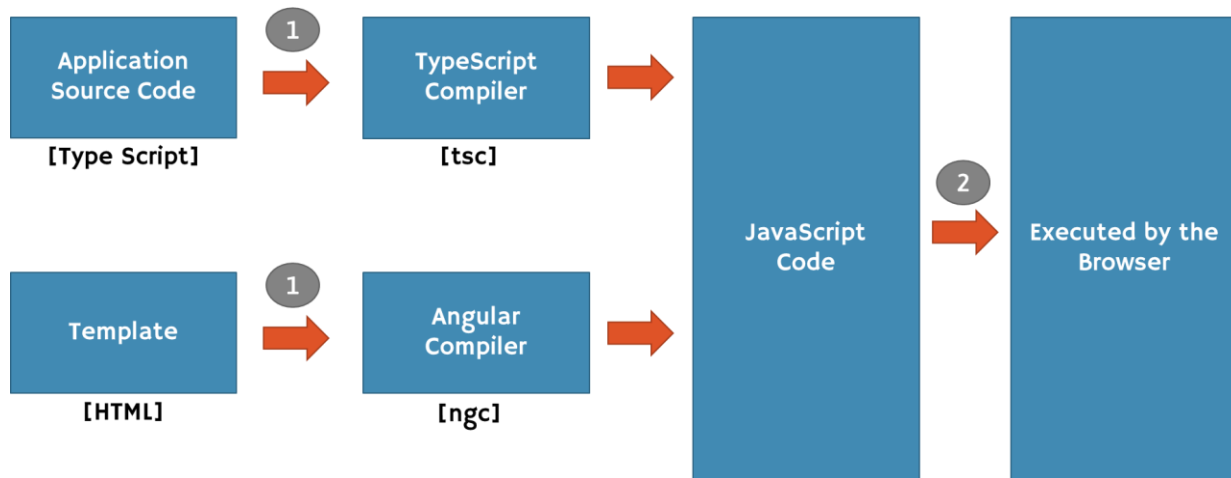 1
Application
Source Code
TypeScript
Compiler
[Type Script]
[tsc]
2
JavaScript
Code
Executed by the
Browser
1
Template
Angular
Compiler
[HTML]
[ngc]